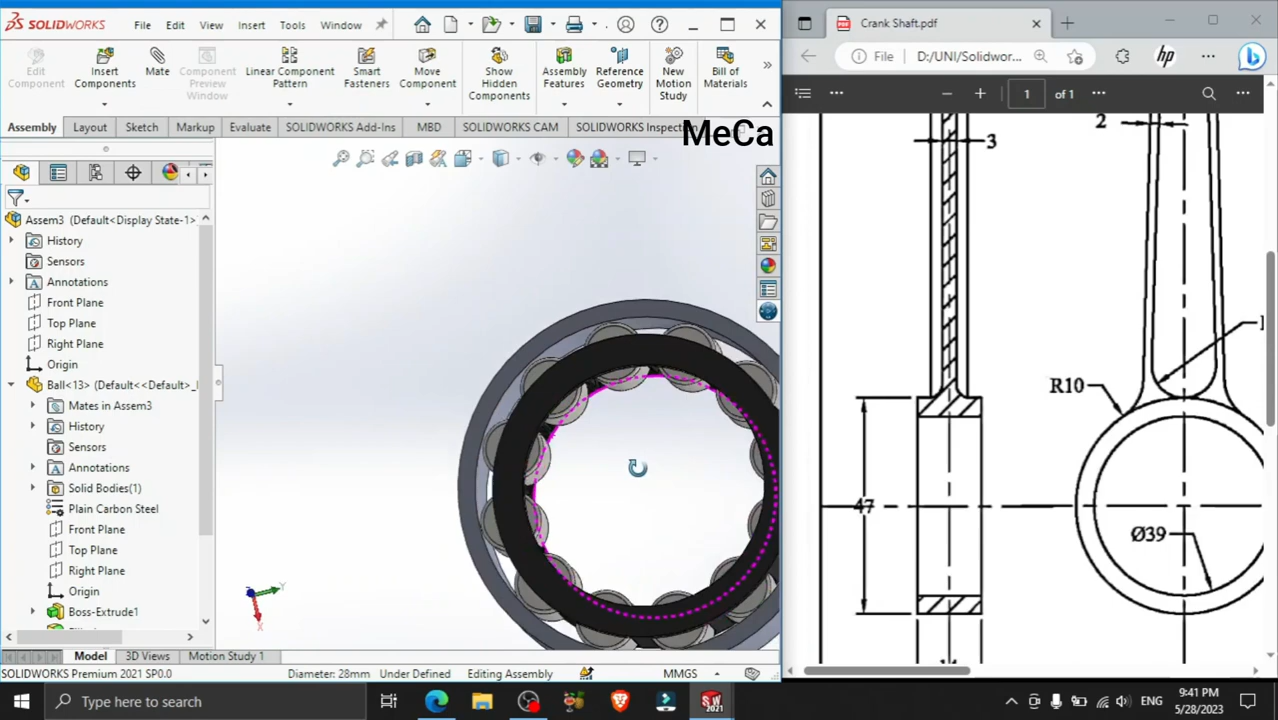 SOLIDWORKS File Edit View Insert Tools Window
Edit Component
Insert Components
Mate
Component Preview Window
Linear Component Pattern
Smart Fasteners
Move Component
Show Hidden Components
Assembly Features
Reference Geometry
New Motion Study
Bill of Materials
Assembly Layout Sketch Markup Evaluate SOLIDWORKS Add-Ins MBD SOLIDWORKS CAM SOLIDWORKS Inspection
MeCa
Assem3 (Default<Display State-1>
History
Sensors
Annotations
Front Plane
Top Plane
Right Plane
Origin
Ball<13> (Default<<Default>_
Mates in Assem3
History
Sensors
Annotations
Solid Bodies(1)
Plain Carbon Steel
Front Plane
Top Plane
Right Plane
Origin
Boss-Extrude1
Y
X
Model 3D Views Motion Study 1
SOLIDWORKS Premium 2021 SP0.0 Diameter: 28mm Under Defined Editing Assembly MMGS
Crank Shaft.pdf
File D:/UNI/Solidwor...
1 of 1
3
2
R10
47
Ø39
Type here to search
ENG
9:41 PM
5/28/2023